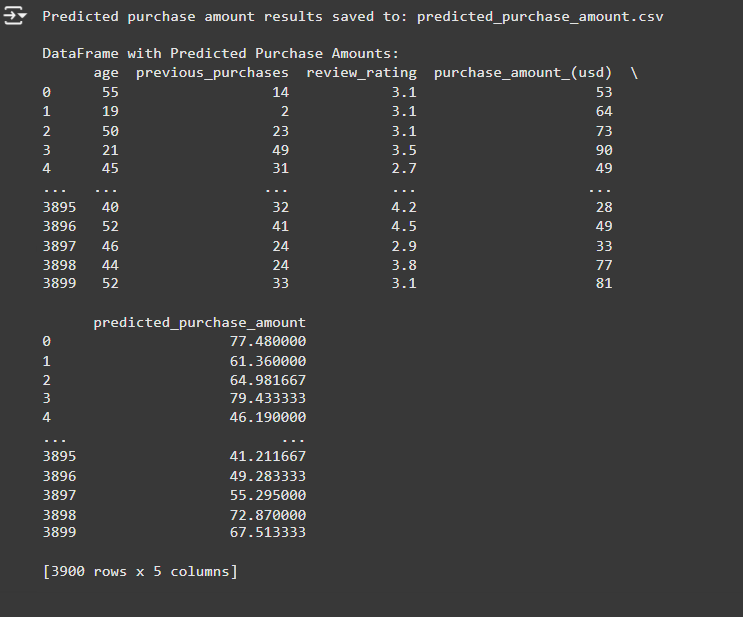 Predicted purchase amount results saved to: predicted_purchase_amount.csv
DataFrame with Predicted Purchase Amounts:
age previous_purchases review_rating purchase_amount_(usd) \
0 55 14 3.1 53
1 19 2 3.1 64
2 50 23 3.1 73
3 21 49 3.5 90
4 45 31 2.7 49
... ... ... ... ...
3895 40 32 4.2 28
3896 52 41 4.5 49
3897 46 24 2.9 33
3898 44 24 3.8 77
3899 52 33 3.1 81
predicted_purchase_amount
0 77.480000
1 61.360000
2 64.981667
3 79.433333
4 46.190000
... ...
3895 41.211667
3896 49.283333
3897 55.295000
3898 72.870000
3899 67.513333
[3900 rows x 5 columns]